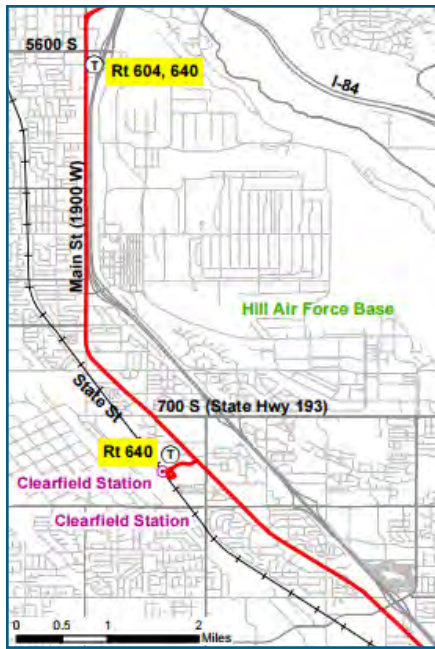 5600 S
T
Rt 604, 640
I-84
Main St (1900 W)
Hill Air Force Base
State St
700 S (State Hwy 193)
Rt 640
T
Clearfield Station
Clearfield Station
0 0.5 1 2
Miles